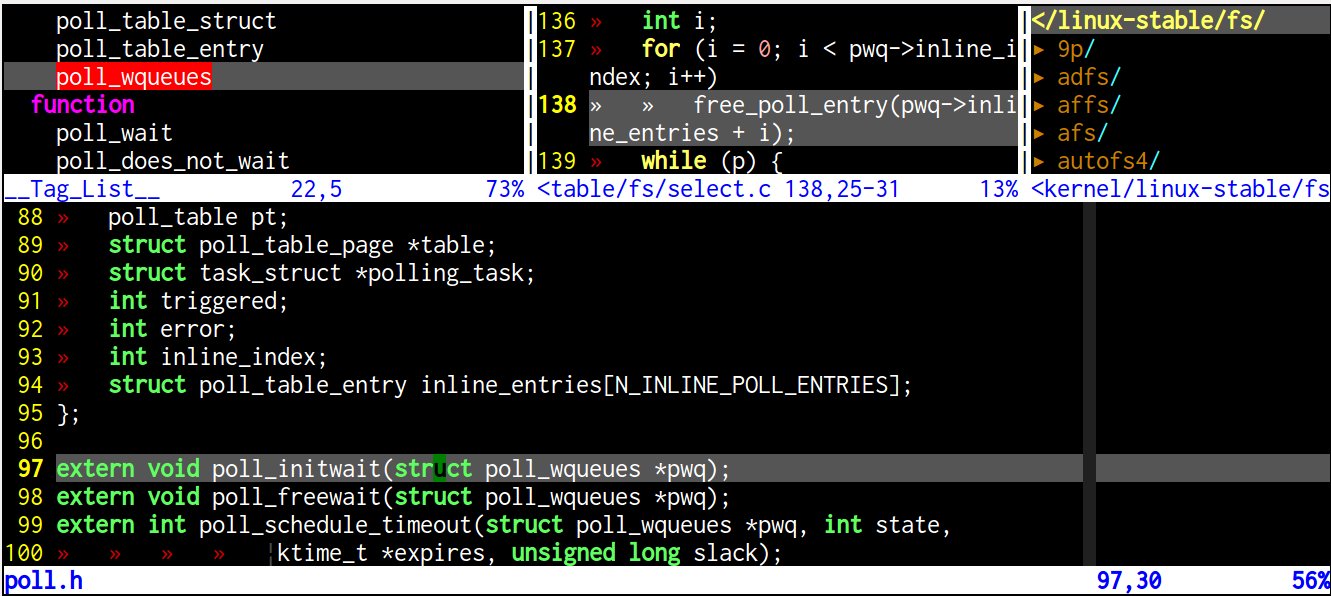 poll_table_struct
poll_table_entry
poll_wqueues
function
poll_wait
poll_does_not_wait
__Tag_List__ 22,5 73%
136 » int i;
137 » for (i = 0; i < pwq->inline_i
ndex; i++)
138 » » free_poll_entry(pwq->inli
ne_entries + i);
139 » while (p) {
<table/fs/select.c 138,25-31 13%
</linux-stable/fs/
▸ 9p/
▸ adfs/
▸ affs/
▸ afs/
▸ autofs4/
<kernel/linux-stable/fs
88 » poll_table pt;
89 » struct poll_table_page *table;
90 » struct task_struct *polling_task;
91 » int triggered;
92 » int error;
93 » int inline_index;
94 » struct poll_table_entry inline_entries[N_INLINE_POLL_ENTRIES];
95 };
96
97 extern void poll_initwait(struct poll_wqueues *pwq);
98 extern void poll_freewait(struct poll_wqueues *pwq);
99 extern int poll_schedule_timeout(struct poll_wqueues *pwq, int state,
100 » » » » ¦ktime_t *expires, unsigned long slack);
poll.h 97,30 56%